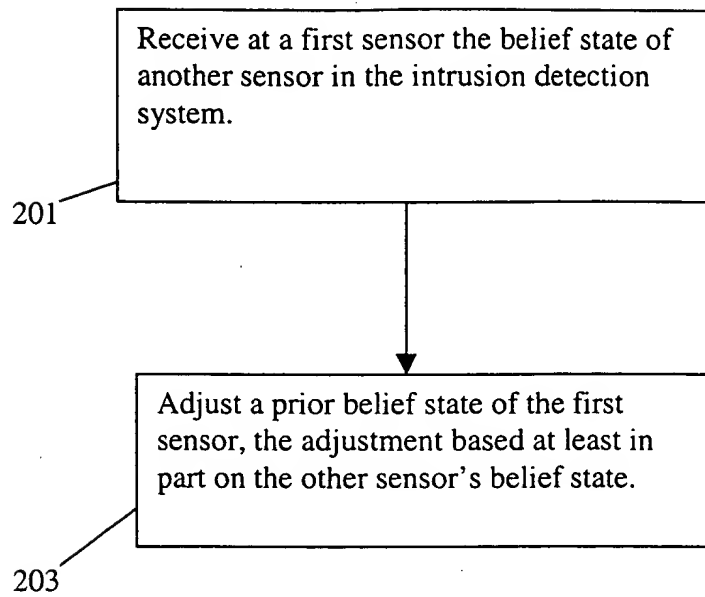 Receive at a first sensor the belief state of
another sensor in the intrusion detection
system.
201
Adjust a prior belief state of the first
sensor, the adjustment based at least in
part on the other sensor's belief state.
203